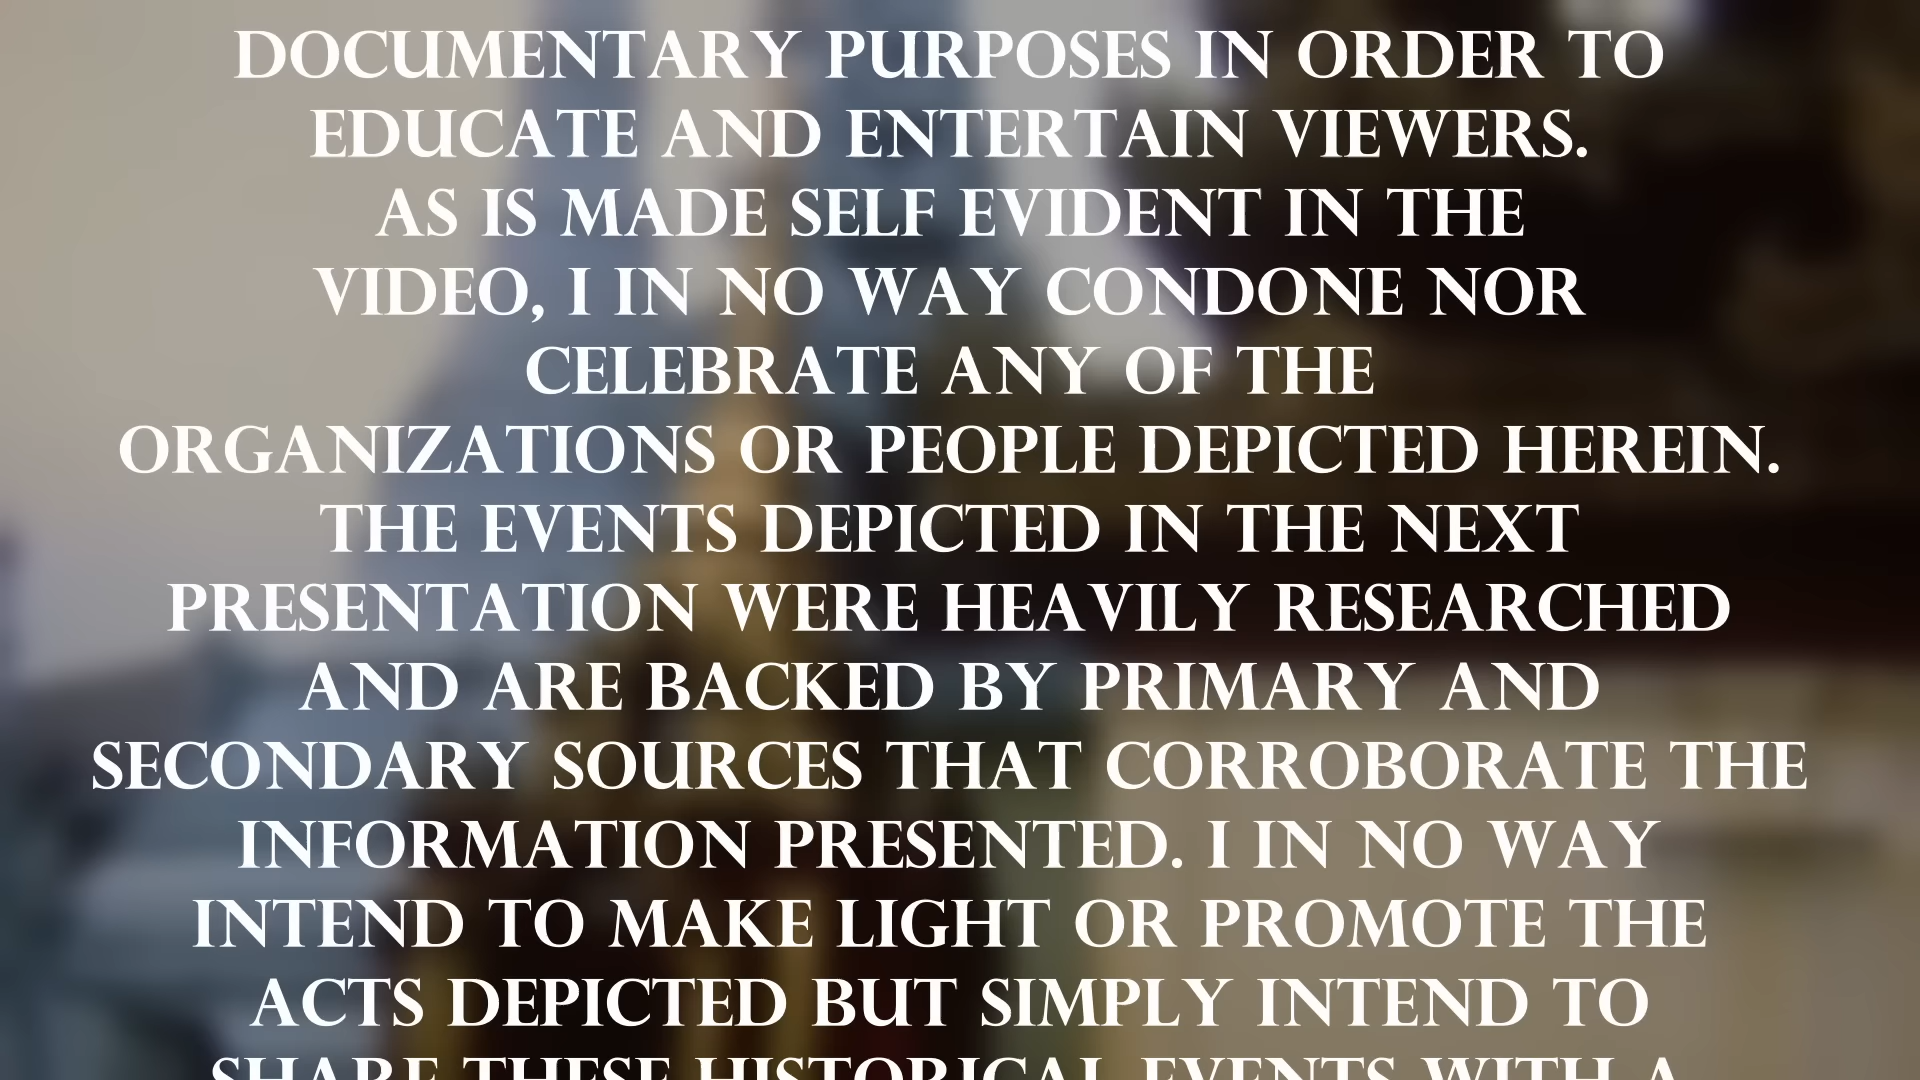 DOCUMENTARY PURPOSES IN ORDER TO
EDUCATE AND ENTERTAIN VIEWERS.
AS IS MADE SELF EVIDENT IN THE
VIDEO, I IN NO WAY CONDONE NOR
CELEBRATE ANY OF THE
ORGANIZATIONS OR PEOPLE DEPICTED HEREIN.
THE EVENTS DEPICTED IN THE NEXT
PRESENTATION WERE HEAVILY RESEARCHED
AND ARE BACKED BY PRIMARY AND
SECONDARY SOURCES THAT CORROBORATE THE
INFORMATION PRESENTED. I IN NO WAY
INTEND TO MAKE LIGHT OR PROMOTE THE
ACTS DEPICTED BUT SIMPLY INTEND TO
SHARE THESE HISTORICAL EVENTS WITH A